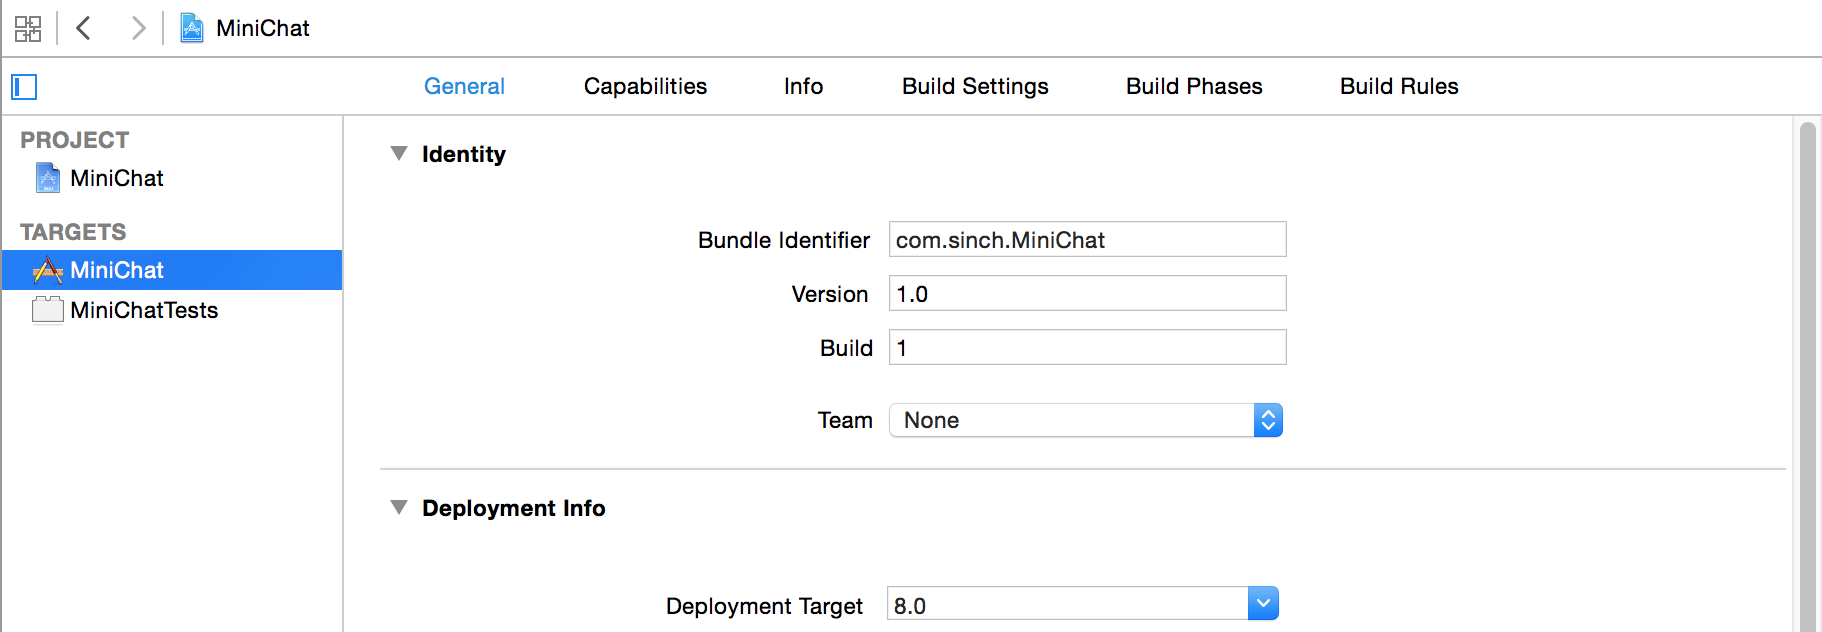 MiniChat
General Capabilities Info Build Settings Build Phases Build Rules
PROJECT
MiniChat
TARGETS
MiniChat
MiniChatTests
Identity
Bundle Identifier com.sinch.MiniChat
Version 1.0
Build 1
Team None
Deployment Info
Deployment Target 8.0